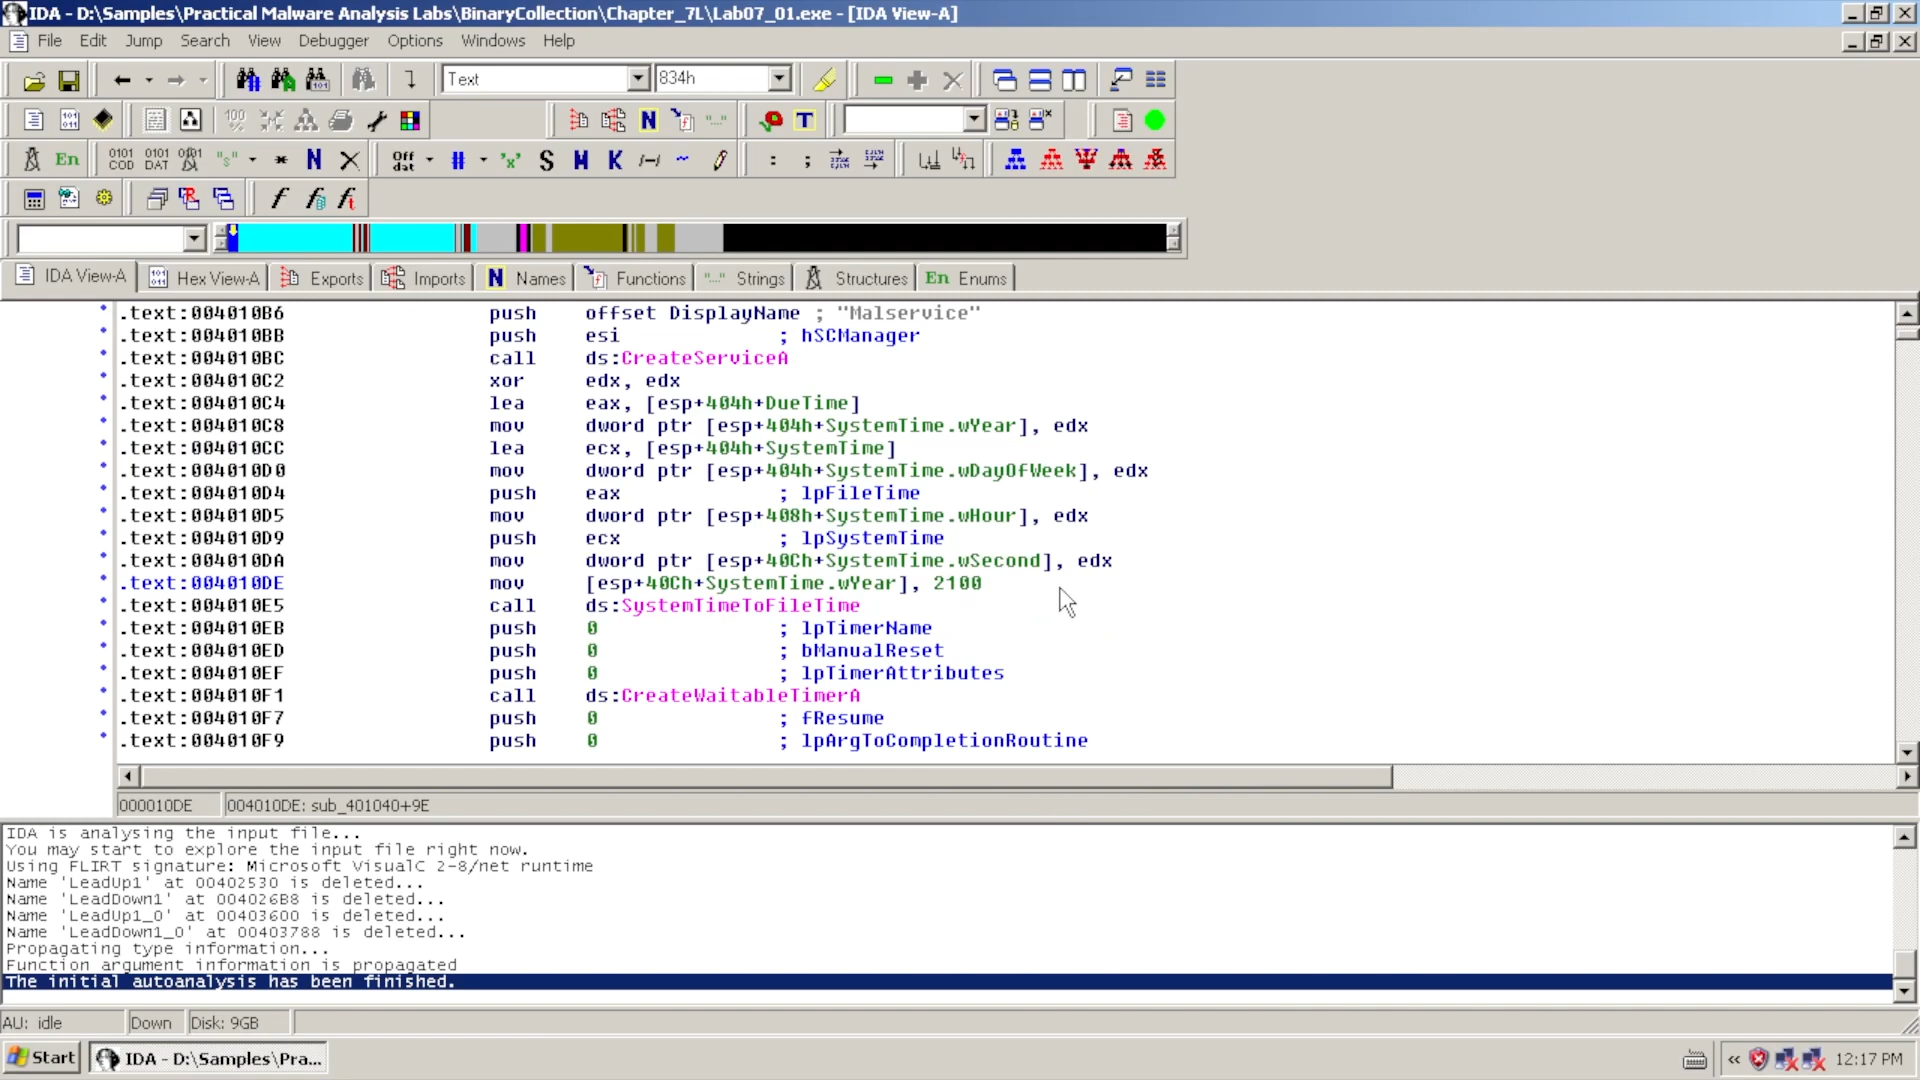 IDA - D:\Samples\Practical Malware Analysis Labs\BinaryCollection\Chapter_7L\Lab07_01.exe - [IDA View-A]
File Edit Jump Search View Debugger Options Windows Help
Text 834h
IDA View-A Hex View-A Exports Imports N Names Functions Strings Structures En Enums
.text:004010B6 push offset DisplayName ; "Malservice"
.text:004010BB push esi ; hSCManager
.text:004010BC call ds:CreateServiceA
.text:004010C2 xor edx, edx
.text:004010C4 lea eax, [esp+404h+DueTime]
.text:004010C8 mov dword ptr [esp+404h+SystemTime.wYear], edx
.text:004010CC lea ecx, [esp+404h+SystemTime]
.text:004010D0 mov dword ptr [esp+404h+SystemTime.wDayOfWeek], edx
.text:004010D4 push eax ; lpFileTime
.text:004010D5 mov dword ptr [esp+408h+SystemTime.wHour], edx
.text:004010D9 push ecx ; lpSystemTime
.text:004010DA mov dword ptr [esp+40Ch+SystemTime.wSecond], edx
.text:004010DE mov [esp+40Ch+SystemTime.wYear], 2100
.text:004010E5 call ds:SystemTimeToFileTime
.text:004010EB push 0 ; lpTimerName
.text:004010ED push 0 ; bManualReset
.text:004010EF push 0 ; lpTimerAttributes
.text:004010F1 call ds:CreateWaitableTimerA
.text:004010F7 push 0 ; fResume
.text:004010F9 push 0 ; lpArgToCompletionRoutine
000010DE 004010DE: sub_401040+9E
IDA is analysing the input file...
You may start to explore the input file right now.
Using FLIRT signature: Microsoft VisualC 2-8/net runtime
Name 'LeadUp1' at 00402530 is deleted...
Name 'LeadDown1' at 004026B8 is deleted...
Name 'LeadUp1_0' at 00403600 is deleted...
Name 'LeadDown1_0' at 00403788 is deleted...
Propagating type information...
Function argument information is propagated
The initial autoanalysis has been finished.
AU: idle Down Disk: 9GB
Start IDA - D:\Samples\Pra... « 12:17 PM